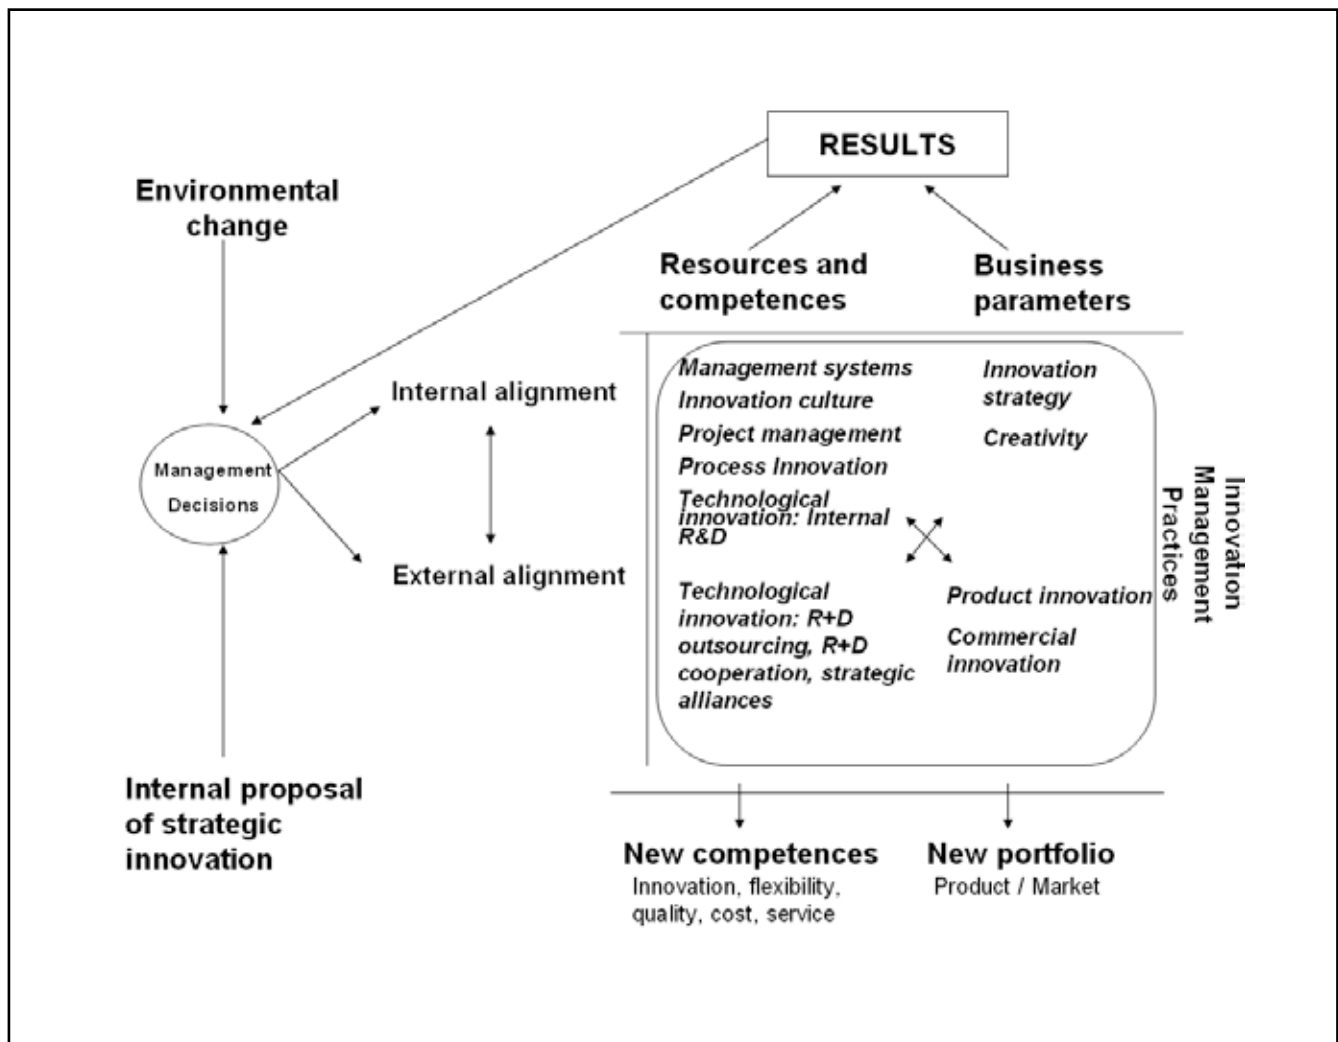 RESULTS
Environmental
change
Resources and
competences
Business
parameters
Internal alignment
Management
Decisions
External alignment
Management systems
Innovation culture
Project management
Process Innovation
Technological
innovation: Internal
R&D
Innovation
strategy
Creativity
Technological
innovation: R+D
outsourcing, R+D
cooperation, strategic
alliances
Product innovation
Commercial
innovation
Innovation
Management
Practices
Internal proposal
of strategic
innovation
New competences
Innovation, flexibility,
quality, cost, service
New portfolio
Product / Market